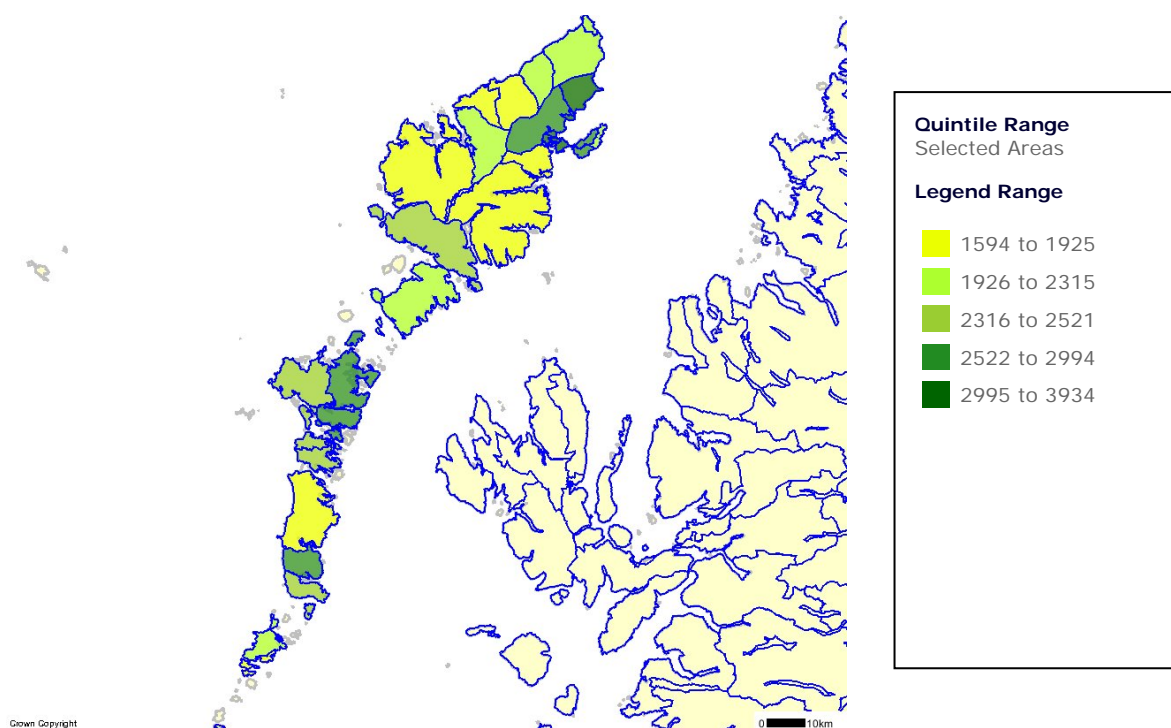 Quintile Range
Selected Areas
Legend Range
1594 to 1925
1926 to 2315
2316 to 2521
2522 to 2994
2995 to 3934
Crown Copyright
0 10km